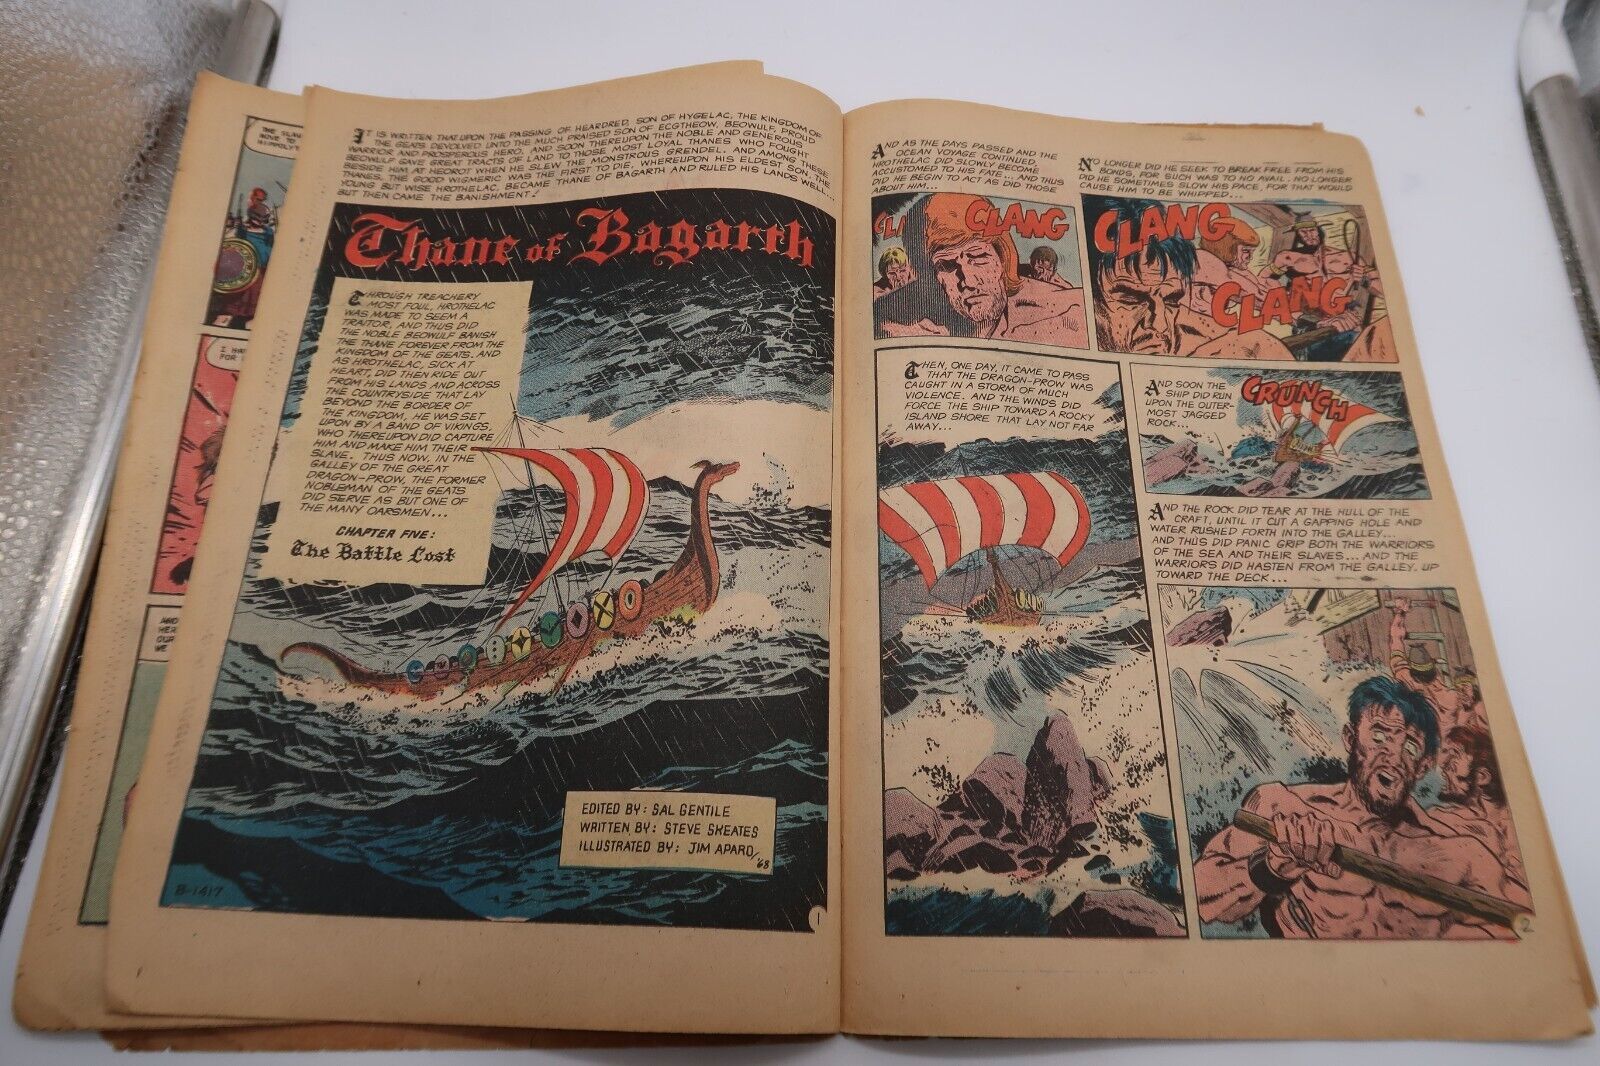 THE SLAV
MOVE TO
HIPPOLYT
I HA
FOR
AND
HER
OUR
WE
IT IS WRITTEN THAT UPON THE PASSING OF HEARDRED, SON OF HYGELAC, THE KINGDOM OF
THE GEATS DEVOLVED UNTO THE MUCH PRAISED SON OF ECGTHEOW, BEOWULF, PROUD
WARRIOR AND PROSPEROUS HERO. AND SOON THEREUPON THE NOBLE AND GENEROUS
BEOWULF GAVE GREAT TRACTS OF LAND TO THOSE MOST LOYAL THANES WHO FOUGHT
BESIDE HIM AT HEOROT WHEN HE SLEW THE MONSTROUS GRENDEL. AND AMONG THESE
THANES, THE GOOD WIGMERIC WAS THE FIRST TO DIE, WHEREUPON HIS ELDEST SON, THE
YOUNG BUT WISE HROTHELAC, BECAME THANE OF BAGARTH AND RULED HIS LANDS WELL...
BUT THEN CAME THE BANISHMENT!
Thane of Bagarth
THROUGH TREACHERY
MOST FOUL, HROTHELAC
WAS MADE TO SEEM A
TRAITOR, AND THUS DID
THE NOBLE BEOWULF BANISH
THE THANE FOREVER FROM THE
KINGDOM OF THE GEATS. AND
AS HROTHELAC, SICK AT
HEART, DID THEN RIDE OUT
FROM HIS LANDS AND ACROSS
THE COUNTRYSIDE THAT LAY
BEYOND THE BORDER OF
THE KINGDOM, HE WAS SET
UPON BY A BAND OF VIKINGS,
WHO THEREUPON DID CAPTURE
HIM AND MAKE HIM THEIR
SLAVE. THUS NOW, IN THE
GALLEY OF THE GREAT
DRAGON-PROW, THE FORMER
NOBLEMAN OF THE GEATS
DID SERVE AS BUT ONE OF
THE MANY OARSMEN...
CHAPTER FIVE:
The Battle Lost
EDITED BY: SAL GENTILE
WRITTEN BY: STEVE SKEATES
ILLUSTRATED BY: JIM APARO/'68
B-1417
1
AND AS THE DAYS PASSED AND THE
OCEAN VOYAGE CONTINUED,
HROTHELAC DID SLOWLY BECOME
ACCUSTOMED TO HIS FATE... AND THUS
DID HE BEGIN TO ACT AS DID THOSE
ABOUT HIM...
CLANG
NO LONGER DID HE SEEK TO BREAK FREE FROM HIS
BONDS, FOR SUCH WAS TO NO AVAIL. NO LONGER
DID HE SOMETIMES SLOW HIS PACE, FOR THAT WOULD
CAUSE HIM TO BE WHIPPED...
CLANG
CLANG
THEN, ONE DAY, IT CAME TO PASS
THAT THE DRAGON-PROW WAS
CAUGHT IN A STORM OF MUCH
VIOLENCE. AND THE WINDS DID
FORCE THE SHIP TOWARD A ROCKY
ISLAND SHORE THAT LAY NOT FAR
AWAY...
AND SOON THE
SHIP DID RUN
UPON THE OUTER-
MOST JAGGED
ROCK...
CRUNCH
AND THE ROCK DID TEAR AT THE HULL OF THE
CRAFT, UNTIL IT CUT A GAPPING HOLE AND
WATER RUSHED FORTH INTO THE GALLEY...
AND THUS DID PANIC GRIP BOTH THE WARRIORS
OF THE SEA AND THEIR SLAVES... AND THE
WARRIORS DID HASTEN FROM THE GALLEY, UP
TOWARD THE DECK...
2